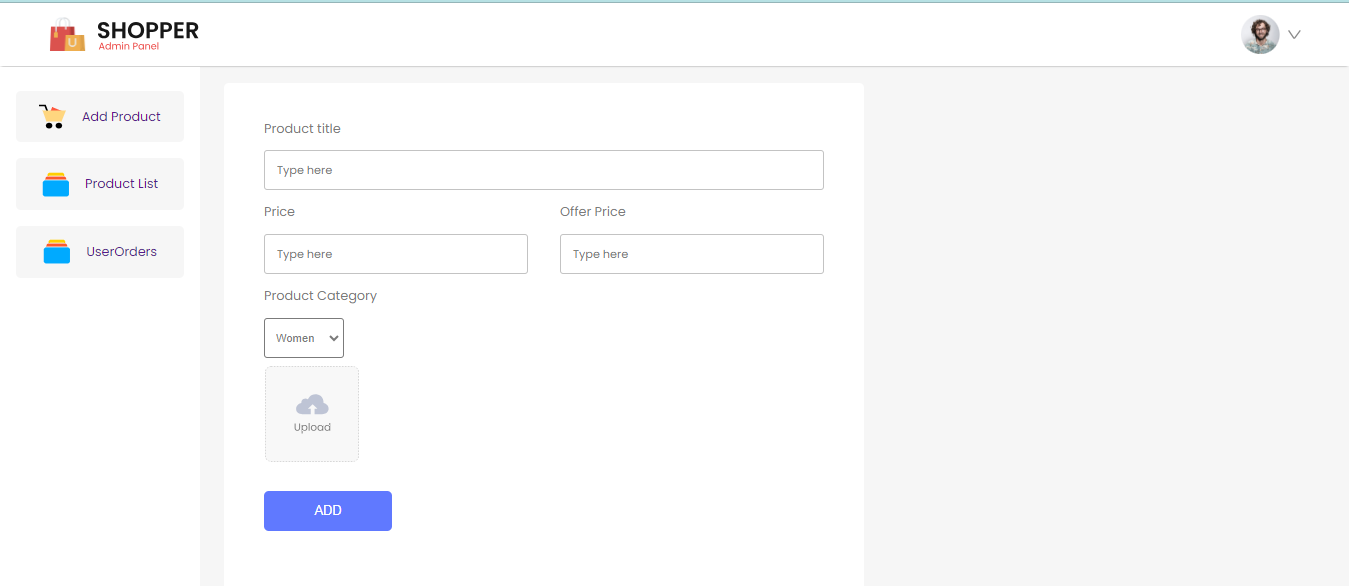 SHOPPER
Admin Panel
U
Add Product
Product List
UserOrders
Product title
Type here
Price
Offer Price
Type here
Type here
Product Category
Women
Upload
ADD